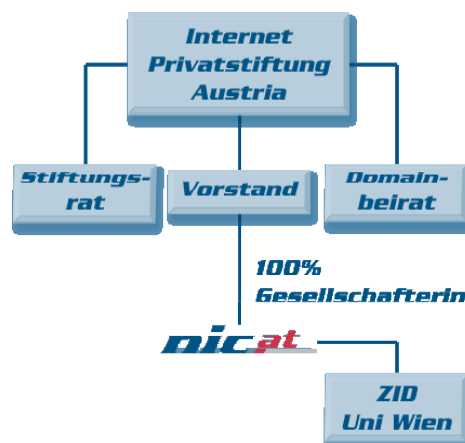 Internet
Privatstiftung
Austria
Stiftungs-
rat
Vorstand
Domain-
beirat
100%
Gesellschafterin
nic.at
ZID
Uni Wien